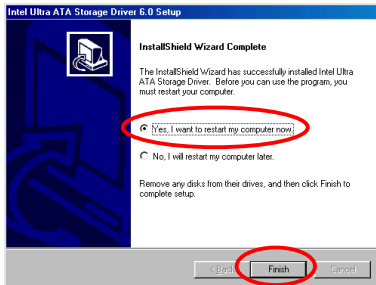 Intel Ultra ATA Storage Driver 6.0 Setup
InstallShield Wizard Complete
The InstallShield Wizard has successfully installed Intel Ultra
ATA Storage Driver. Before you can use the program, you
must restart your computer.
Yes, I want to restart my computer now.
No, I will restart my computer later.
Remove any disks from their drives, and then click Finish to
complete setup.
< Back Finish Cancel